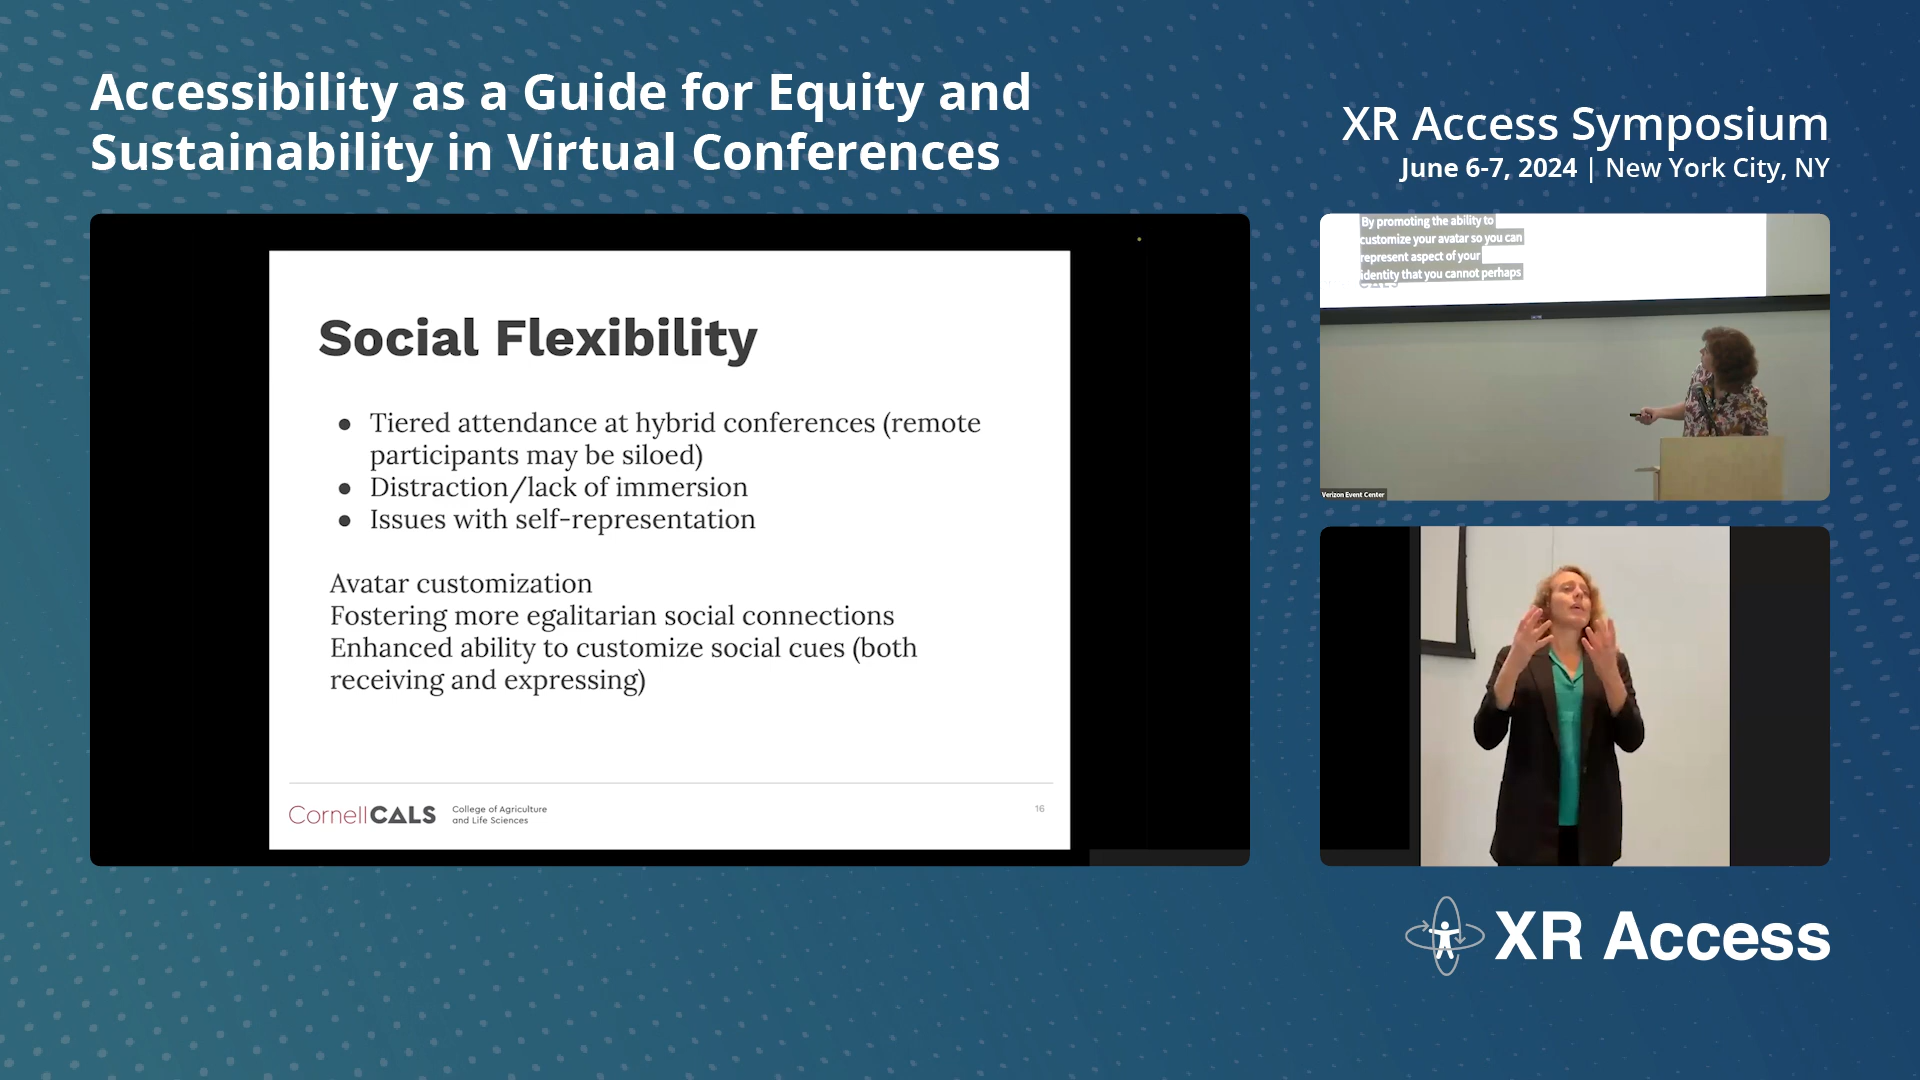 Accessibility as a Guide for Equity and
Sustainability in Virtual Conferences
XR Access Symposium
June 6-7, 2024 | New York City, NY
Social Flexibility
● Tiered attendance at hybrid conferences (remote
participants may be siloed)
● Distraction/lack of immersion
● Issues with self-representation
Avatar customization
Fostering more egalitarian social connections
Enhanced ability to customize social cues (both
receiving and expressing)
CornellCALS
College of Agriculture
and Life Sciences
16
By promoting the ability to
customize your avatar so you can
represent aspect of your
identity that you cannot perhaps
Verizon Event Center
XR Access